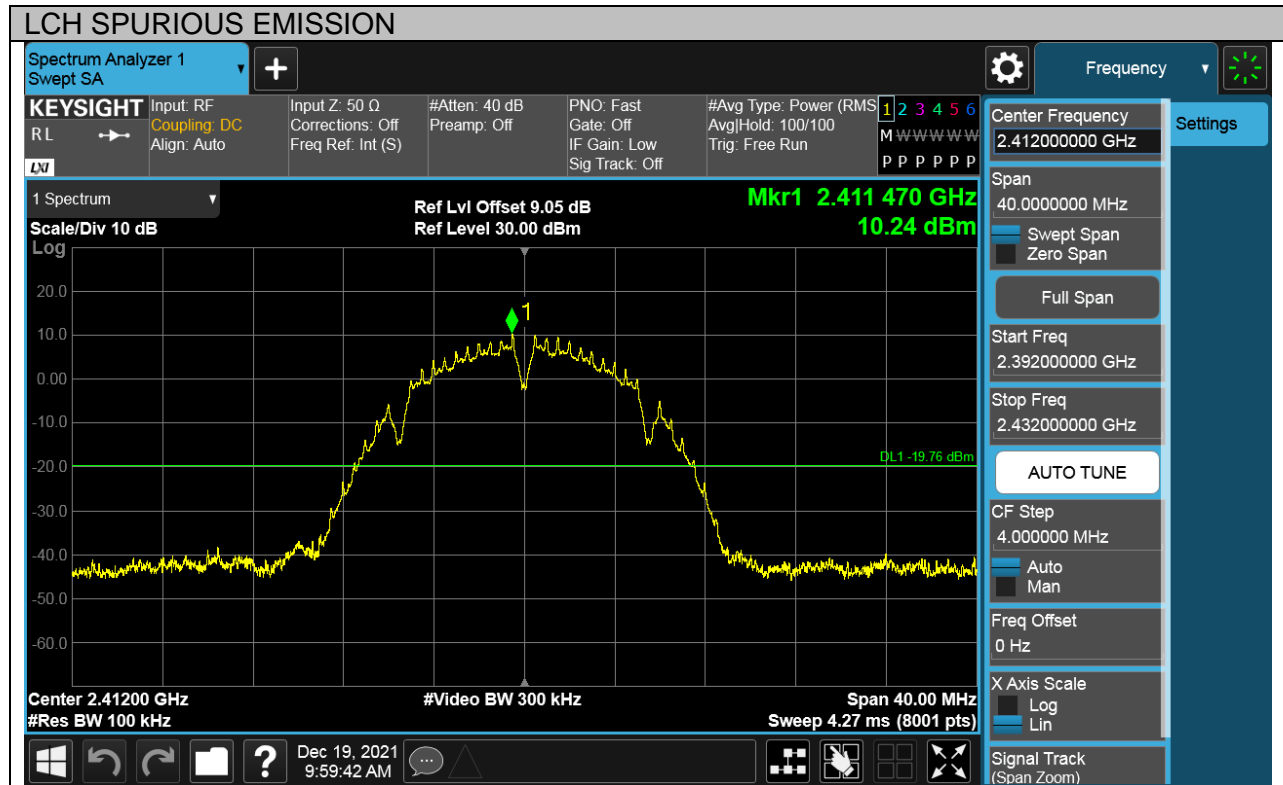 LCH SPURIOUS EMISSION
Spectrum Analyzer 1
Swept SA
Frequency
KEYSIGHT
R L
LXI
Input: RF
Coupling: DC
Align: Auto
Input Z: 50 Ω
Corrections: Off
Freq Ref: Int (S)
#Atten: 40 dB
Preamp: Off
PNO: Fast
Gate: Off
IF Gain: Low
Sig Track: Off
#Avg Type: Power (RMS
Avg|Hold: 100/100
Trig: Free Run
1 2 3 4 5 6
M W W W W W
P P P P P P
1 Spectrum
Scale/Div 10 dB
Ref Lvl Offset 9.05 dB
Ref Level 30.00 dBm
Mkr1 2.411 470 GHz
10.24 dBm
Log
20.0
10.0
0.00
-10.0
-20.0
-30.0
-40.0
-50.0
-60.0
1
DL1 -19.76 dBm
Center 2.41200 GHz
#Res BW 100 kHz
#Video BW 300 kHz
Span 40.00 MHz
Sweep 4.27 ms (8001 pts)
Dec 19, 2021
9:59:42 AM
Center Frequency
2.412000000 GHz
Span
40.0000000 MHz
Swept Span
Zero Span
Full Span
Start Freq
2.392000000 GHz
Stop Freq
2.432000000 GHz
AUTO TUNE
CF Step
4.000000 MHz
Auto
Man
Freq Offset
0 Hz
X Axis Scale
Log
Lin
Signal Track
(Span Zoom)
Settings